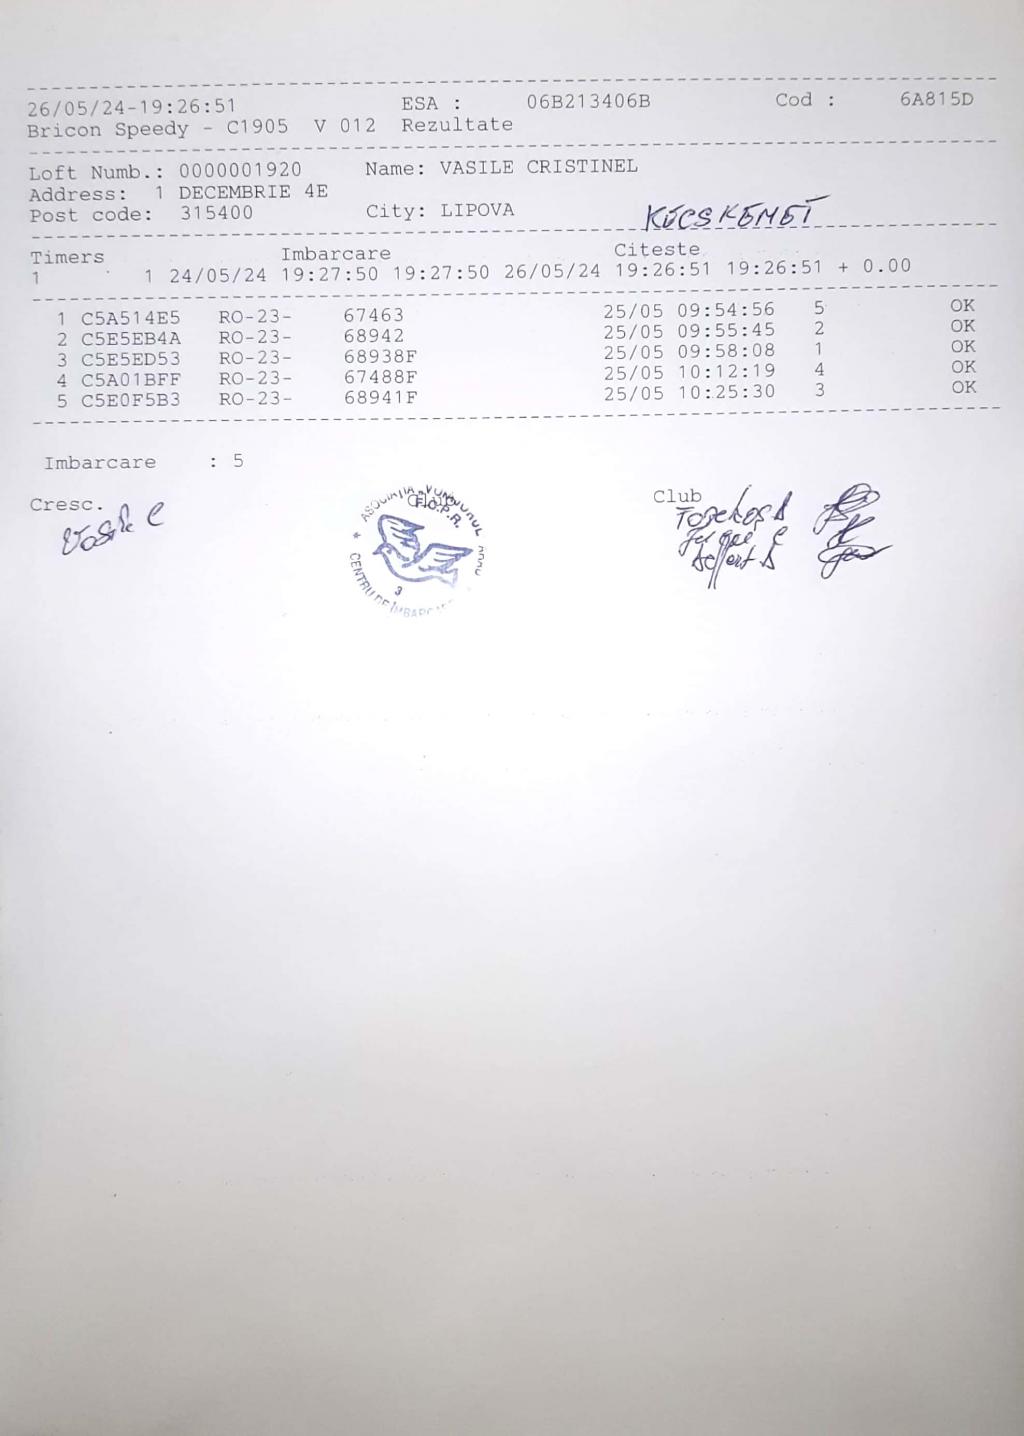 26/05/24-19:26:51 ESA : 06B213406B Cod : 6A815D
Bricon Speedy - C1905 V 012 Rezultate
Loft Numb.: 0000001920 Name: VASILE CRISTINEL
Address: 1 DECEMBRIE 4E
Post code: 315400 City: LIPOVA KECSKEMET
Timers Imbarcare Citeste
1 1 24/05/24 19:27:50 19:27:50 26/05/24 19:26:51 19:26:51 + 0.00
1 C5A514E5 RO-23- 67463 25/05 09:54:56 5 OK
2 C5E5EB4A RO-23- 68942 25/05 09:55:45 2 OK
3 C5E5ED53 RO-23- 68938F 25/05 09:58:08 1 OK
4 C5A01BFF RO-23- 67488F 25/05 10:12:19 4 OK
5 C5E0F5B3 RO-23- 68941F 25/05 10:25:30 3 OK
Imbarcare : 5
Cresc. Club
Vasile C
ASOCIAȚIA
F.C.P.R.
3
CENTRU DE ÎMBARCARE